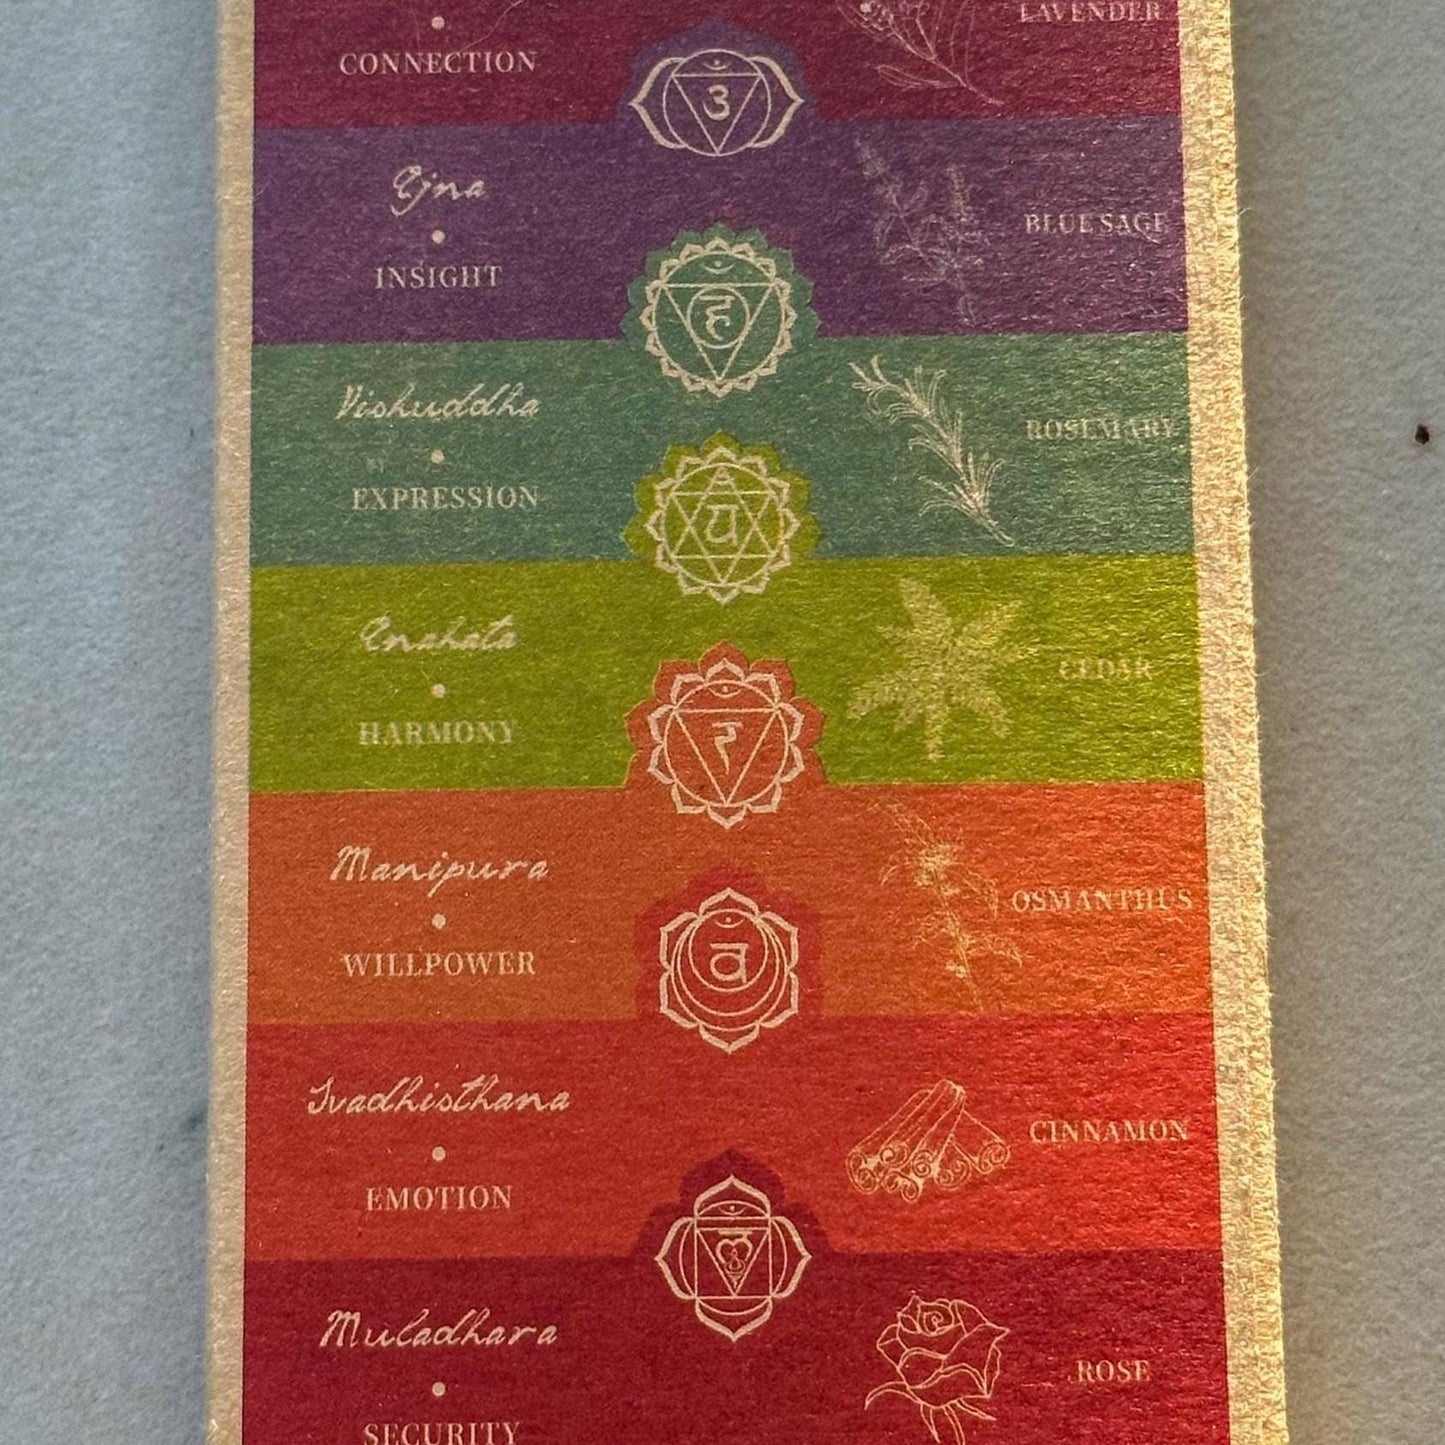 CONNECTION
LAVENDER
Ajna
INSIGHT
BLUE SAGE
ॐ
Vishuddha
EXPRESSION
ROSEMARY
हं
Anahata
HARMONY
CEDAR
यं
Manipura
WILLPOWER
OSMANTHUS
रं
Svadhisthana
EMOTION
CINNAMON
वं
Muladhara
SECURITY
ROSE